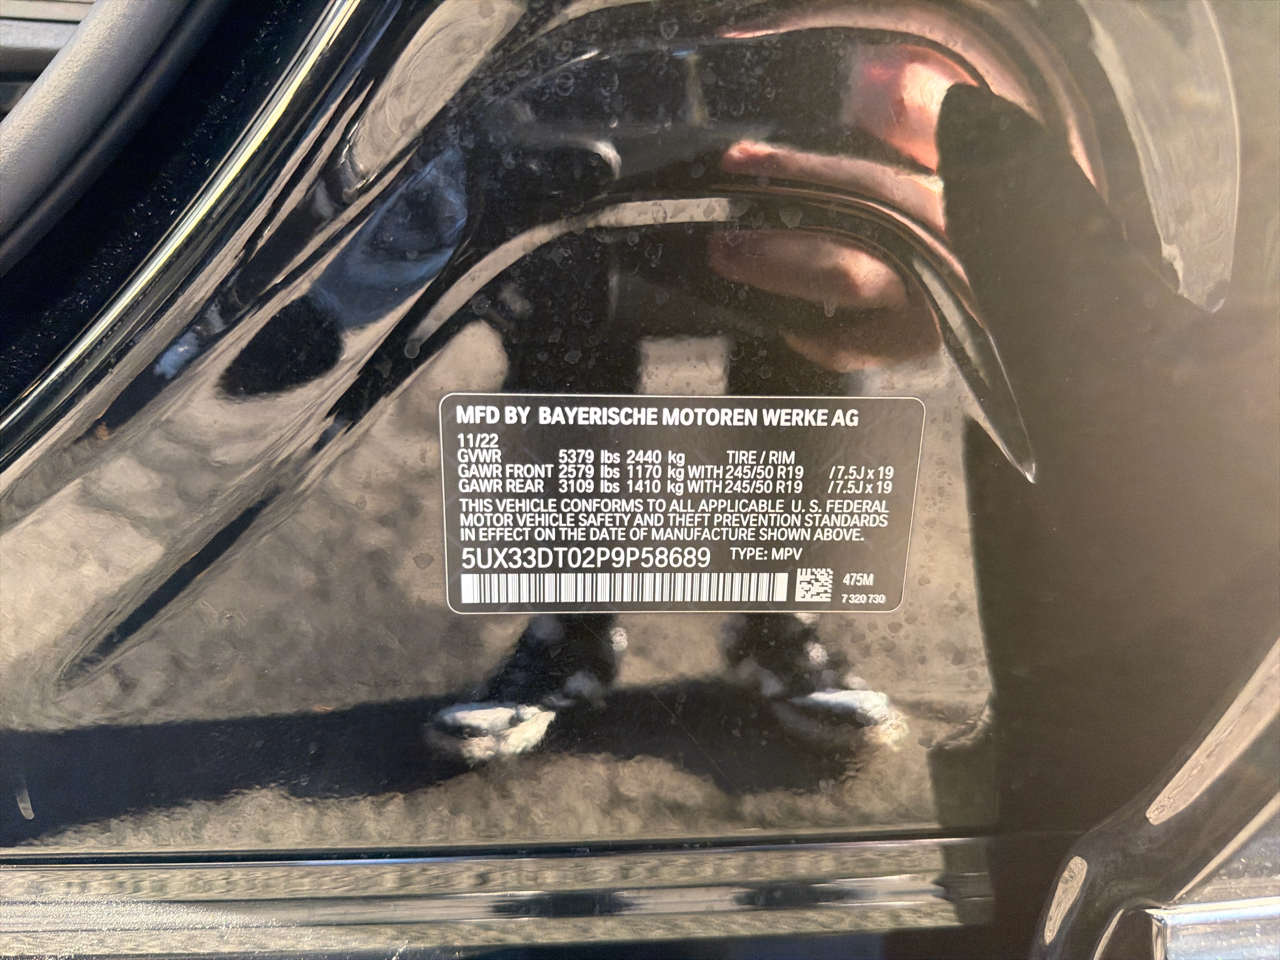 MFD BY BAYERISCHE MOTOREN WERKE AG
11/22
GVWR 5379 lbs 2440 kg TIRE / RIM
GAWR FRONT 2579 lbs 1170 kg WITH 245/50 R19 / 7.5J x 19
GAWR REAR 3109 lbs 1410 kg WITH 245/50 R19 / 7.5J x 19
THIS VEHICLE CONFORMS TO ALL APPLICABLE U. S. FEDERAL
MOTOR VEHICLE SAFETY AND THEFT PREVENTION STANDARDS
IN EFFECT ON THE DATE OF MANUFACTURE SHOWN ABOVE.
5UX33DT02P9P58689 TYPE: MPV
475M
7 320 730